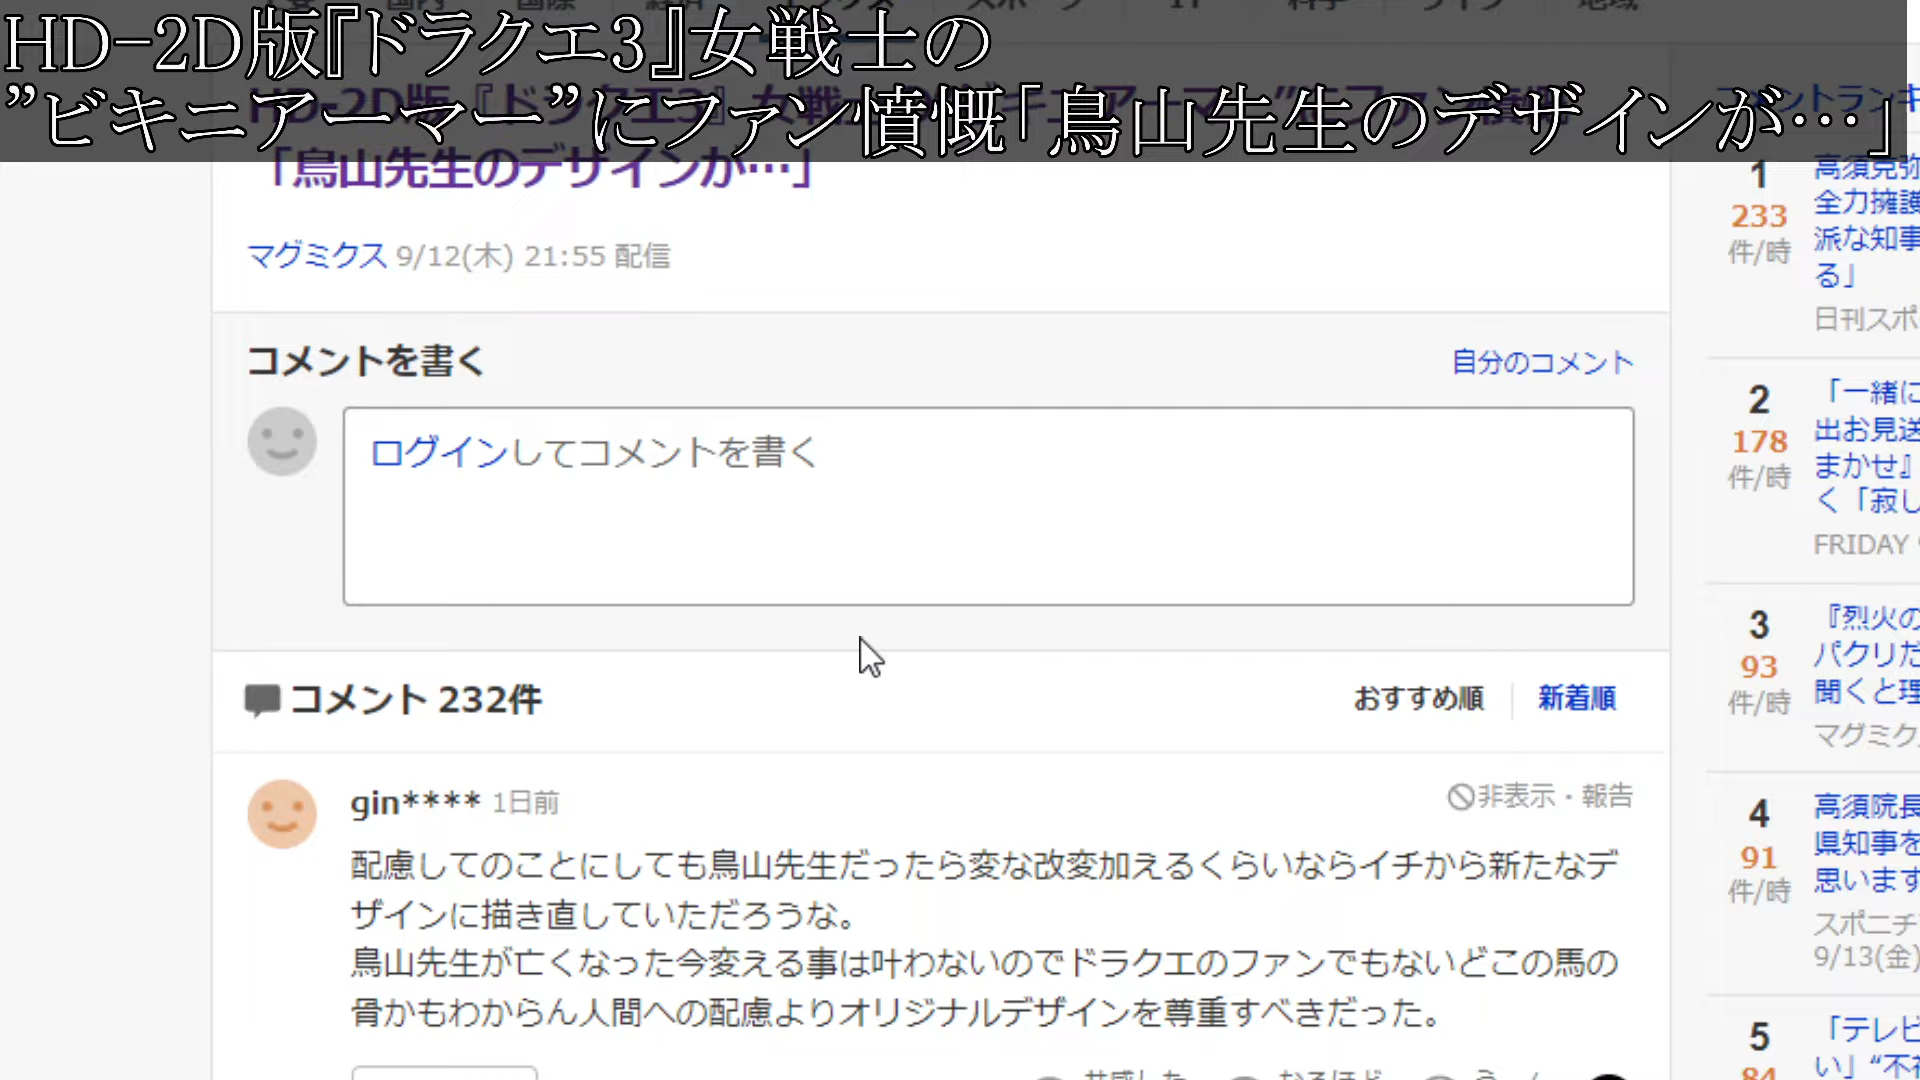 HD-2D版『ドラクエ3』女戦士の
”ビキニアーマー”にファン憤慨「鳥山先生のデザインが…」
「鳥山先生のデザインが…」
マグミクス 9/12(木) 21:55 配信
コメントを書く
自分のコメント
ログインしてコメントを書く
コメント 232件
おすすめ順
新着順
gin**** 1日前
非表示・報告
配慮してのことにしても鳥山先生だったら変な改変加えるくらいならイチから新たなデ
ザインに描き直していただろうな。
鳥山先生が亡くなった今変える事は叶わないのでドラクエのファンでもないどこの馬の
骨かもわからん人間への配慮よりオリジナルデザインを尊重すべきだった。
1
233
件/時
高須克弥
全力擁護
派な知事
る」
日刊スポ
2
178
件/時
「一緒に
出お見送
まかせ』
く「寂し
FRIDAY
3
93
件/時
『烈火の
パクリだ
聞くと理
マグミク
4
91
件/時
高須院長
県知事を
思います
スポニチ
9/13(金)
5
84
「テレビ
い」“不